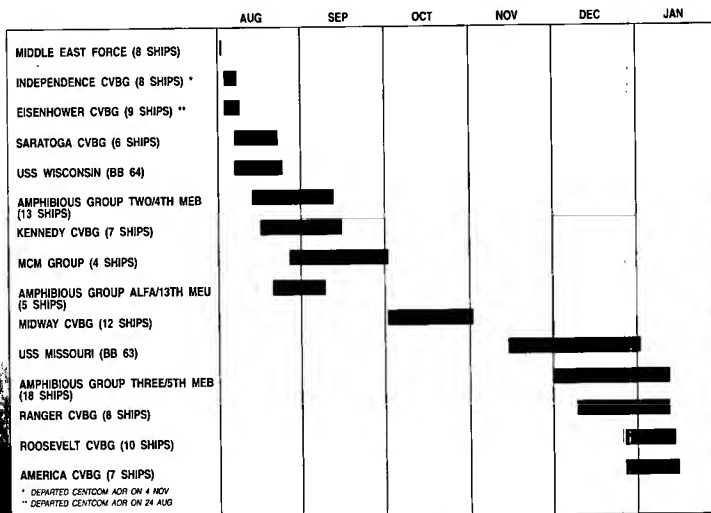 AUG SEP OCT NOV DEC JAN
MIDDLE EAST FORCE (8 SHIPS)
INDEPENDENCE CVBG (8 SHIPS) *
EISENHOWER CVBG (9 SHIPS) **
SARATOGA CVBG (6 SHIPS)
USS WISCONSIN (BB 64)
AMPHIBIOUS GROUP TWO/4TH MEB
(13 SHIPS)
KENNEDY CVBG (7 SHIPS)
MCM GROUP (4 SHIPS)
AMPHIBIOUS GROUP ALFA/13TH MEU
(5 SHIPS)
MIDWAY CVBG (12 SHIPS)
USS MISSOURI (BB 63)
AMPHIBIOUS GROUP THREE/5TH MEB
(18 SHIPS)
RANGER CVBG (8 SHIPS)
ROOSEVELT CVBG (10 SHIPS)
AMERICA CVBG (7 SHIPS)
* DEPARTED CENTCOM AOR ON 4 NOV
** DEPARTED CENTCOM AOR ON 24 AUG